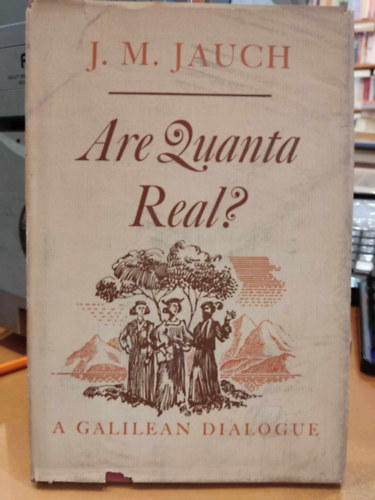 J. M. JAUCH
Are Quanta
Real?
A GALILEAN DIALOGUE